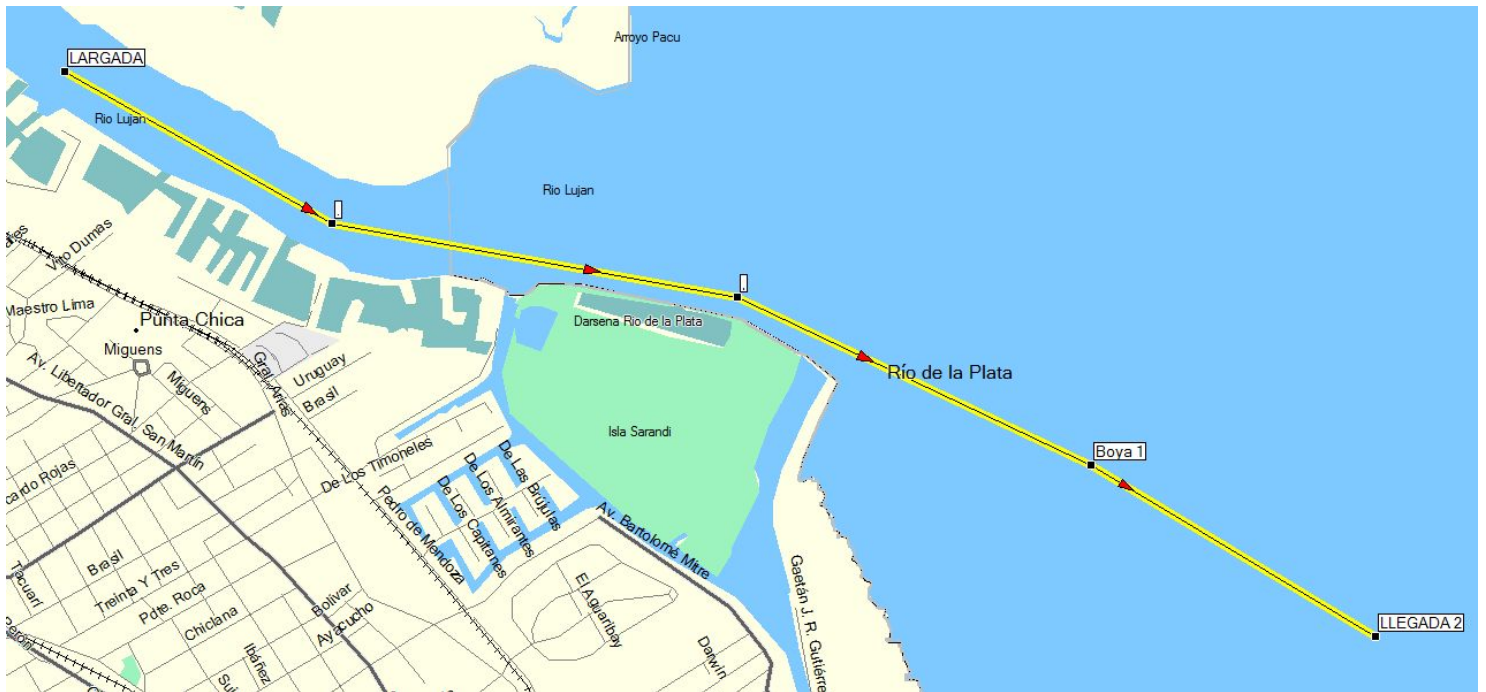 Arroyo Pacu
LARGADA
Rio Lujan
Rio Lujan
.
Vito Dumas
.
Maestro Lima
Punta Chica
Darsena Rio de la Plata
Miguens
Gral. Arias
Uruguay
Miguens
Brasil
Río de la Plata
Av. Libertador Gral. San Martín
Isla Sarandi
De Los Timoneles
De Las Brújulas
De Los Almirantes
De Los Capitanes
Pedro de Mendoza
Boya 1
Av. Bartolomé Mitre
Brasil
Treinta Y Tres
Pdte. Roca
Chiclana
Bolivar
Ayacucho
Tacuarí
El Aguaribay
Gaetán J. R. Gutiérre
LLEGADA 2
Ibáñez
Darwin
Perón